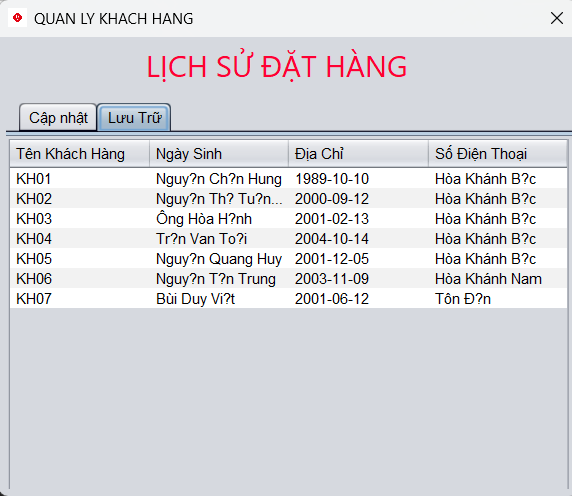 QUAN LY KHACH HANG
LỊCH SỬ ĐẶT HÀNG
Cập nhật Lưu Trữ
Tên Khách Hàng Ngày Sinh Địa Chỉ Số Điện Thoại
KH01 Nguy?n Ch?n Hung 1989-10-10 Hòa Khánh B?c
KH02 Nguy?n Th? Tu?n... 2000-09-12 Hòa Khánh B?c
KH03 Ông Hòa H?nh 2001-02-13 Hòa Khánh B?c
KH04 Tr?n Van To?i 2004-10-14 Hòa Khánh B?c
KH05 Nguy?n Quang Huy 2001-12-05 Hòa Khánh B?c
KH06 Nguy?n T?n Trung 2003-11-09 Hòa Khánh Nam
KH07 Bùi Duy Vi?t 2001-06-12 Tôn Đ?n